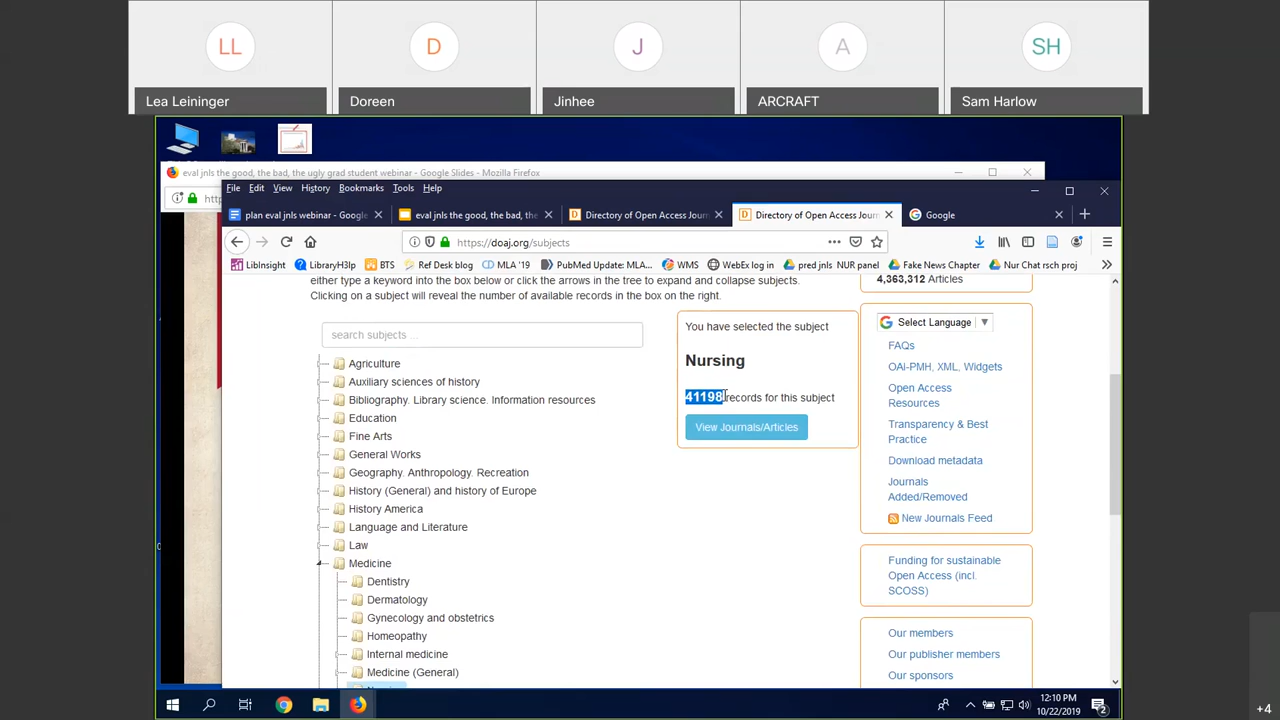 LL
D
J
A
SH
Lea Leininger
Doreen
Jinhee
ARCRAFT
Sam Harlow
eval jnls the good, the bad, the ugly grad student webinar - Google Slides - Mozilla Firefox
File Edit View History Bookmarks Tools Help
plan eval jnls webinar - Google
eval jnls the good, the bad, the
Directory of Open Access Journ
Directory of Open Access Journ
Google
https://doaj.org/subjects
LibInsight LibraryH3lp BTS Ref Desk blog MLA '19 PubMed Update: MLA... WMS WebEx log in pred jnls NUR panel Fake News Chapter Nur Chat rsch proj
either type a keyword into the box below or click the arrows in the tree to expand and collapse subjects.
Clicking on a subject will reveal the number of available records in the box on the right.
search subjects ...
Agriculture
Auxiliary sciences of history
Bibliography. Library science. Information resources
Education
Fine Arts
General Works
Geography. Anthropology. Recreation
History (General) and history of Europe
History America
Language and Literature
Law
Medicine
Dentistry
Dermatology
Gynecology and obstetrics
Homeopathy
Internal medicine
Medicine (General)
You have selected the subject
Nursing
41198 records for this subject
View Journals/Articles
4,363,312 Articles
Select Language
FAQs
OAI-PMH, XML, Widgets
Open Access
Resources
Transparency & Best
Practice
Download metadata
Journals
Added/Removed
New Journals Feed
Funding for sustainable
Open Access (incl.
SCOSS)
Our members
Our publisher members
Our sponsors
12:10 PM
10/22/2019
2
+4